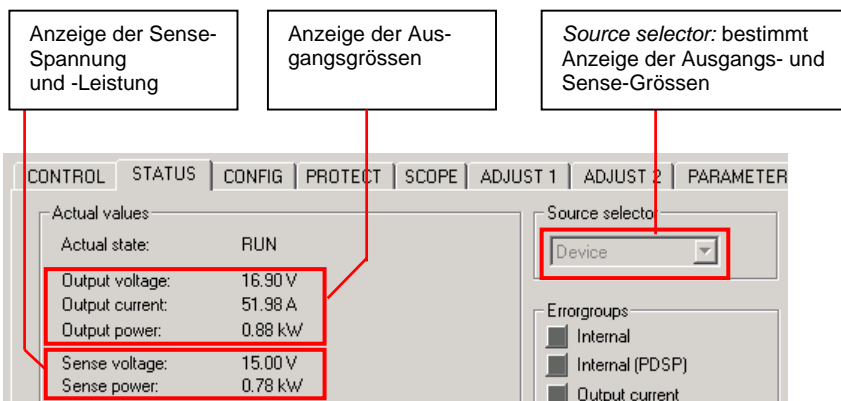 Anzeige der Sense-
Spannung
und -Leistung
Anzeige der Aus-
gangsgrössen
Source selector: bestimmt
Anzeige der Ausgangs- und
Sense-Grössen
CONTROL STATUS CONFIG PROTECT SCOPE ADJUST 1 ADJUST 2 PARAMETER
Actual values
Actual state: RUN
Output voltage: 16.90 V
Output current: 51.98 A
Output power: 0.88 kW
Sense voltage: 15.00 V
Sense power: 0.78 kW
Source selector
Device
Errorgroups
Internal
Internal (PDSP)
Output current